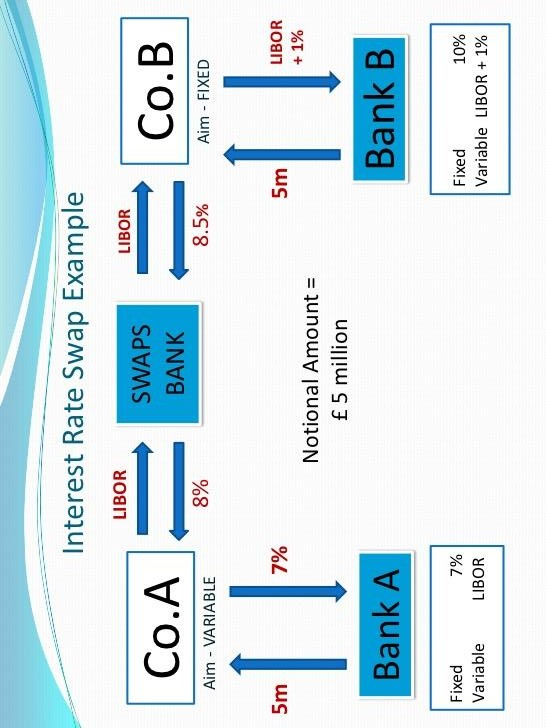 Interest Rate Swap Example
Co.A
Aim - VARIABLE
LIBOR
8%
SWAPS
BANK
LIBOR
8.5%
Co.B
Aim - FIXED
5m
7%
Notional Amount =
£ 5 million
5m
LIBOR
+ 1%
Bank A
Bank B
Fixed 7%
Variable LIBOR
Fixed 10%
Variable LIBOR + 1%